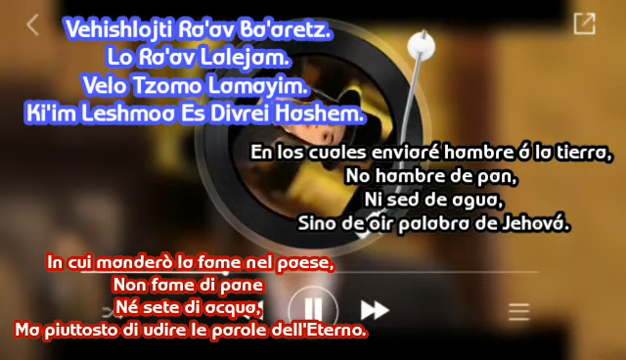 Vehishlojti Ra'av Ba'aretz.
Lo Ra'av Lalejam.
Velo Tzomo Lamayim.
Ki'im Leshmoa Es Divrei Hashem.
En los cuales enviaré hambre á la tierra,
No hambre de pan,
Ni sed de agua,
Sino de oir palabra de Jehová.
In cui manderò la fame nel paese,
Non fame di pane
Né sete di acqua,
Ma piuttosto di udire le parole dell'Eterno.